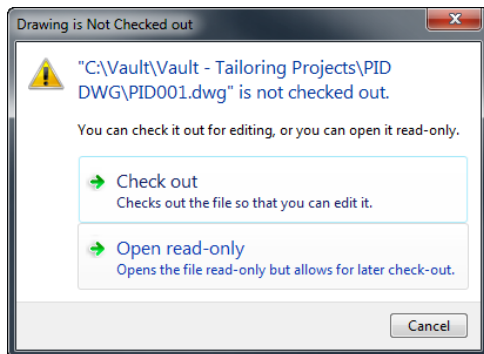 Drawing is Not Checked out
"C:\Vault\Vault - Tailoring Projects\PID
DWG\PID001.dwg" is not checked out.
You can check it out for editing, or you can open it read-only.
Check out
Checks out the file so that you can edit it.
Open read-only
Opens the file read-only but allows for later check-out.
Cancel